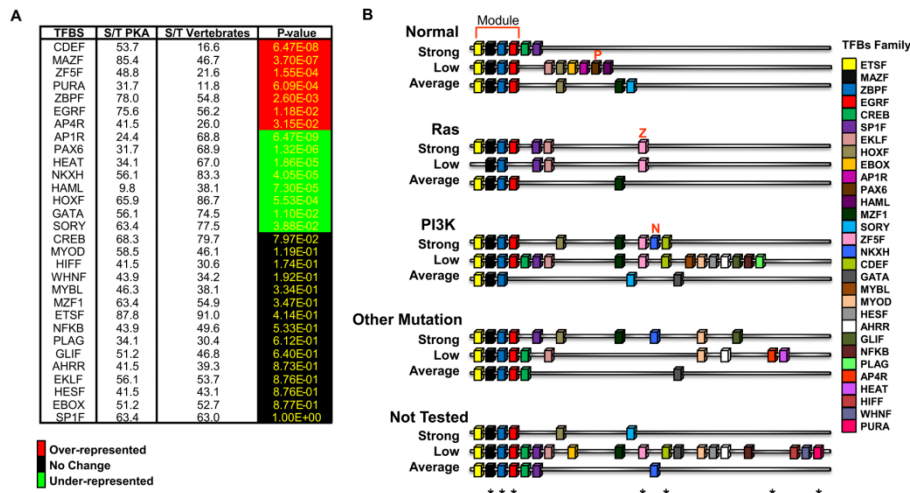 A
TFBS S/T PKA S/T Vertebrates P-value
CDEF 53.7 16.6 6.47E-08
MAZF 85.4 46.7 3.70E-07
ZF5F 48.8 21.6 1.55E-04
PURA 31.7 11.8 6.09E-04
ZBPF 78.0 54.8 2.60E-03
EGRF 75.6 56.2 1.18E-02
AP4R 41.5 26.0 3.15E-02
AP1R 24.4 68.8 6.47E-09
PAX6 31.7 68.9 1.32E-06
HEAT 34.1 67.0 1.86E-05
NKXH 56.1 83.3 4.05E-05
HAML 9.8 38.1 7.30E-05
HOXF 65.9 86.7 5.53E-04
GATA 56.1 74.5 1.10E-02
SORY 63.4 77.5 3.88E-02
CREB 68.3 79.7 7.97E-02
MYOD 58.5 46.1 1.19E-01
HIFF 41.5 30.6 1.74E-01
WHNF 43.9 34.2 1.92E-01
MYBL 46.3 38.1 3.34E-01
MZF1 63.4 54.9 3.47E-01
ETSF 87.8 91.0 4.14E-01
NFKB 43.9 49.6 5.33E-01
PLAG 34.1 30.4 6.12E-01
GLIF 51.2 46.8 6.40E-01
AHRR 41.5 39.3 8.73E-01
EKLF 56.1 53.7 8.76E-01
HESF 41.5 43.1 8.76E-01
EBOX 51.2 52.7 8.77E-01
SP1F 63.4 63.0 1.00E+00
Over-represented
No Change
Under-represented
B
Module
Normal
Strong
P
Low
Average
Ras
Z
Strong
Low
Average
PI3K
N
Strong
Low
Average
Other Mutation
Strong
Low
Average
Not Tested
Strong
Low
Average
* * * * * * *
TFBs Family
ETSF
MAZF
ZBPF
EGRF
CREB
SP1F
EKLF
HOXF
EBOX
AP1R
PAX6
HAML
MZF1
SORY
ZF5F
NKXH
CDEF
GATA
MYBL
MYOD
HESF
AHRR
GLIF
NFKB
PLAG
AP4R
HEAT
HIFF
WHNF
PURA